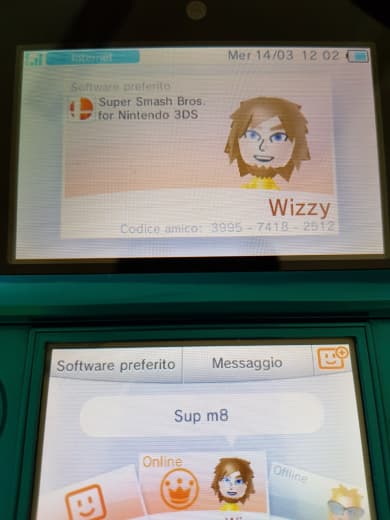 Internet
Mer 14/03 12 02
Software preferito
Super Smash Bros.
for Nintendo 3DS
Wizzy
Codice amico: 3995 - 7418 - 2512
Software preferito
Messaggio
Sup m8
Online
Offline